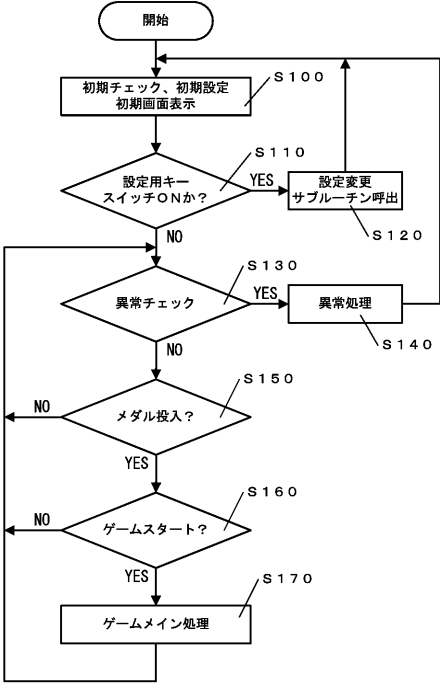 開始
初期チェック、初期設定
初期画面表示
S100
設定用キー
スイッチONか?
S110
YES
設定変更
サブルーチン呼出
S120
NO
異常チェック
S130
YES
異常処理
S140
NO
メダル投入?
S150
NO
YES
ゲームスタート?
S160
NO
YES
ゲームメイン処理
S170